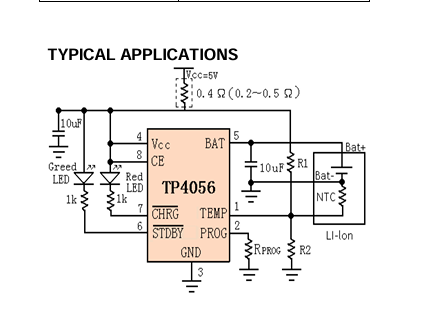 TYPICAL APPLICATIONS
Vcc=5V
0.4 Ω (0.2～0.5 Ω)
10uF
4 Vcc
BAT 5
8 CE
Greed LED
Red LED
TP4056
10uF
R1
Bat+
Bat-
NTC
1k
1k
7 CHRG
TEMP 1
6 STDBY
PROG 2
GND
RPROG
R2
LI-Ion
3